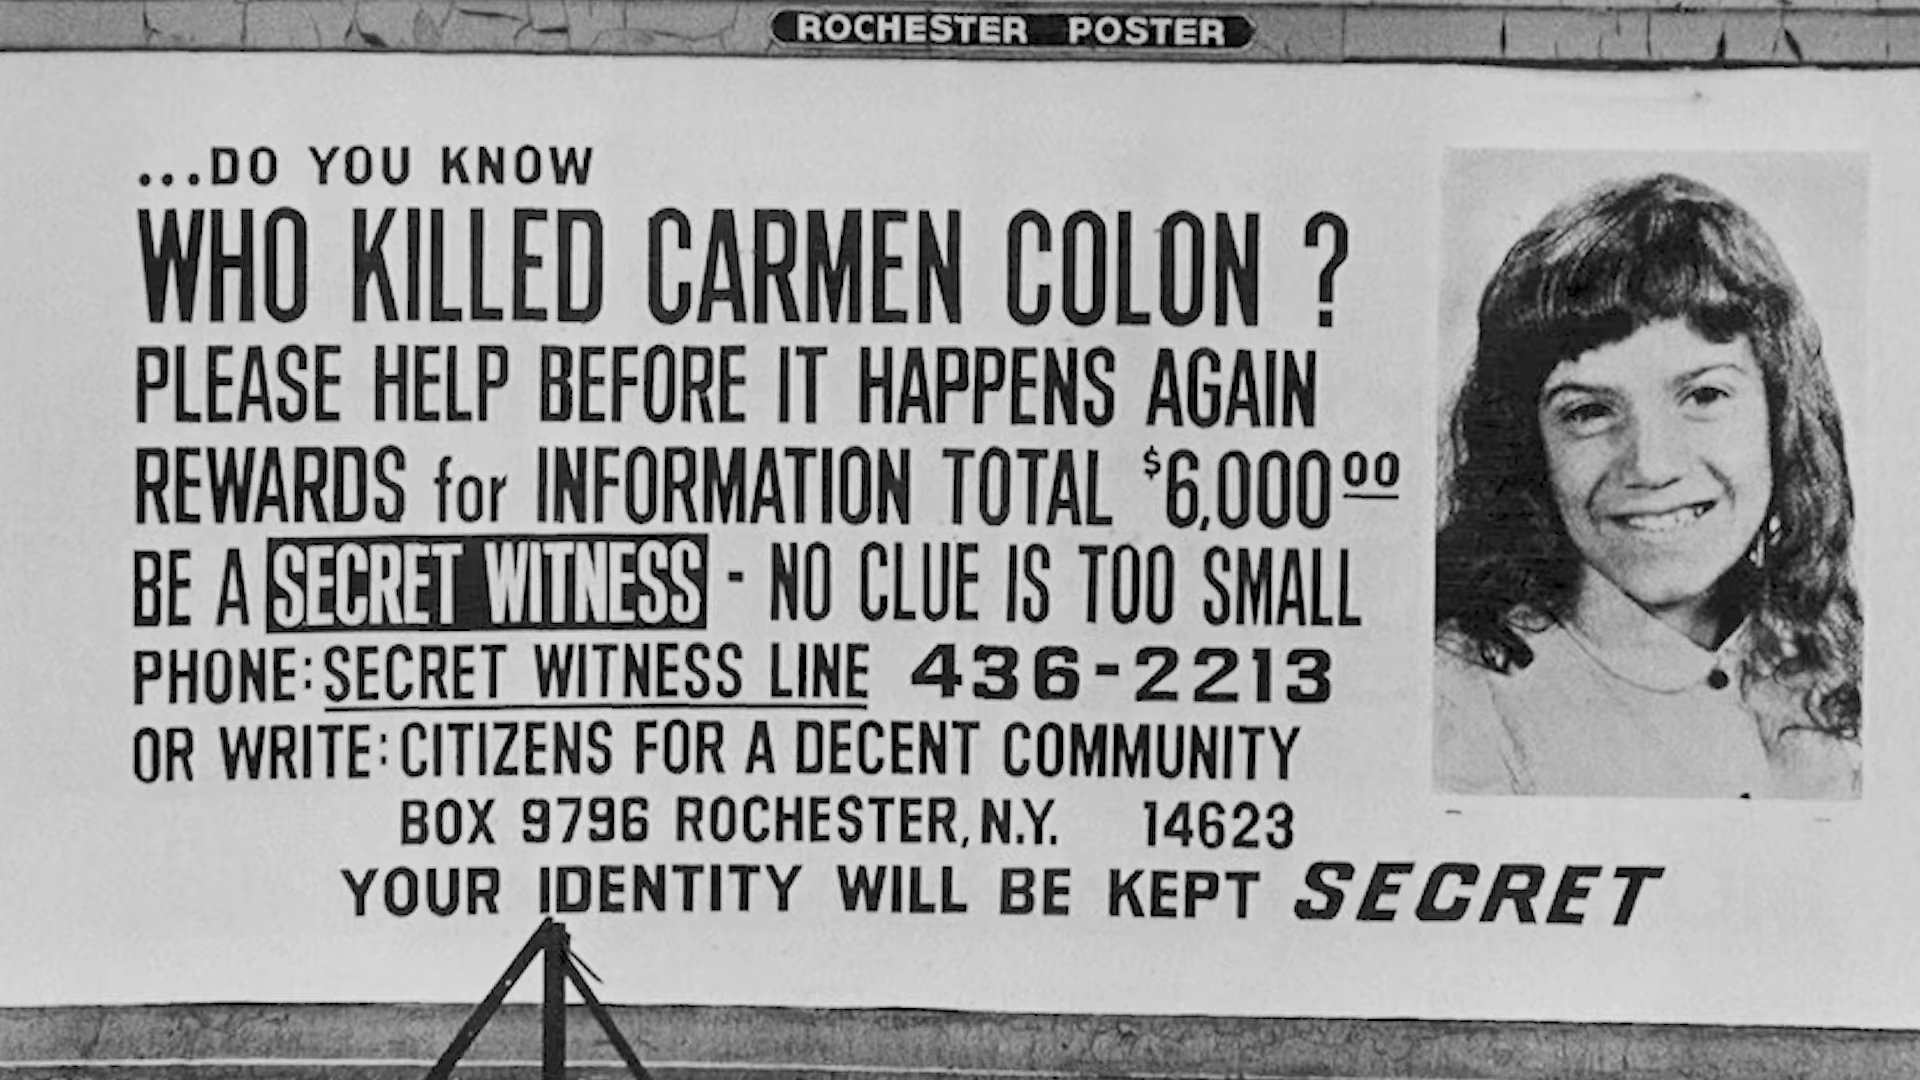 ROCHESTER POSTER
...DO YOU KNOW
WHO KILLED CARMEN COLON ?
PLEASE HELP BEFORE IT HAPPENS AGAIN
REWARDS for INFORMATION TOTAL $6,000 00
BE A SECRET WITNESS - NO CLUE IS TOO SMALL
PHONE: SECRET WITNESS LINE 436-2213
OR WRITE: CITIZENS FOR A DECENT COMMUNITY
BOX 9796 ROCHESTER, N.Y. 14623
YOUR IDENTITY WILL BE KEPT SECRET